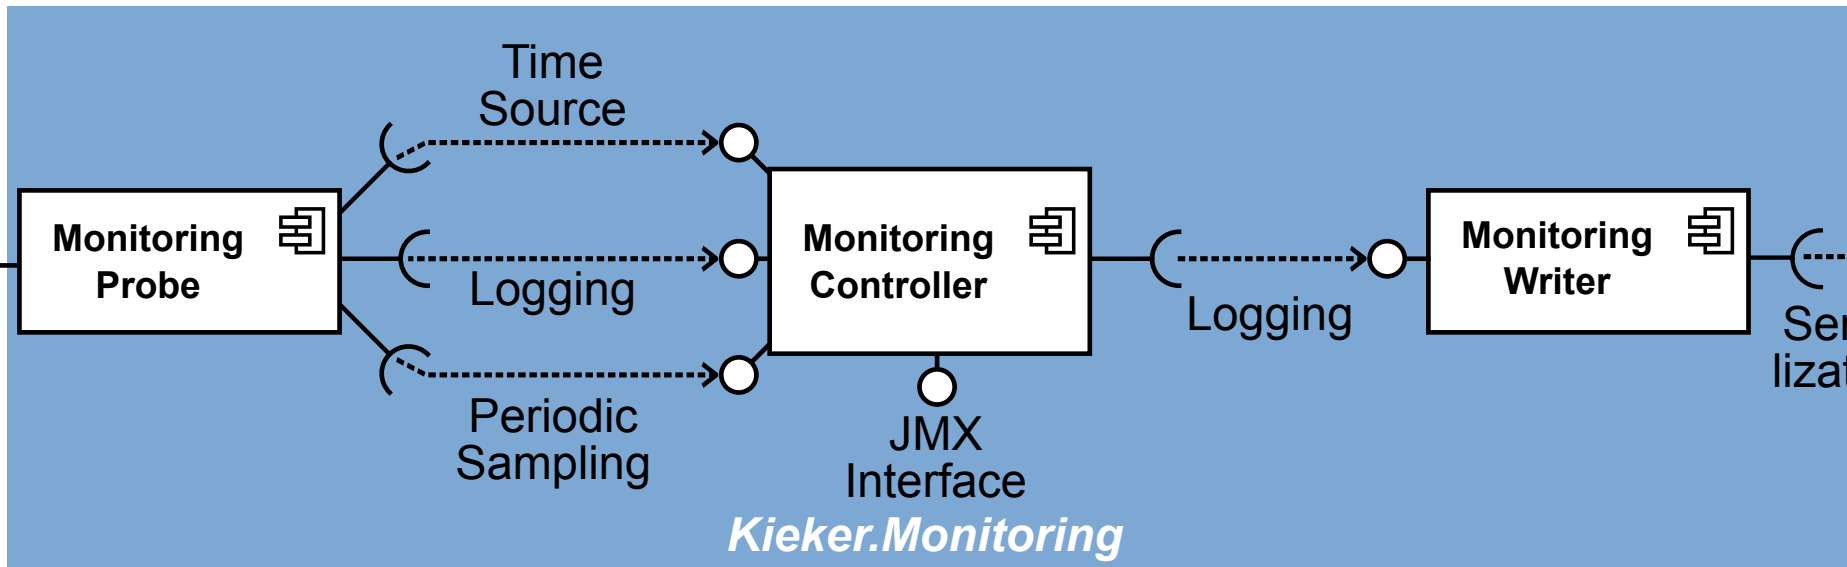 Time
Source
Monitoring
Probe
Logging
Periodic
Sampling
Monitoring
Controller
JMX
Interface
Logging
Monitoring
Writer
Kieker.Monitoring